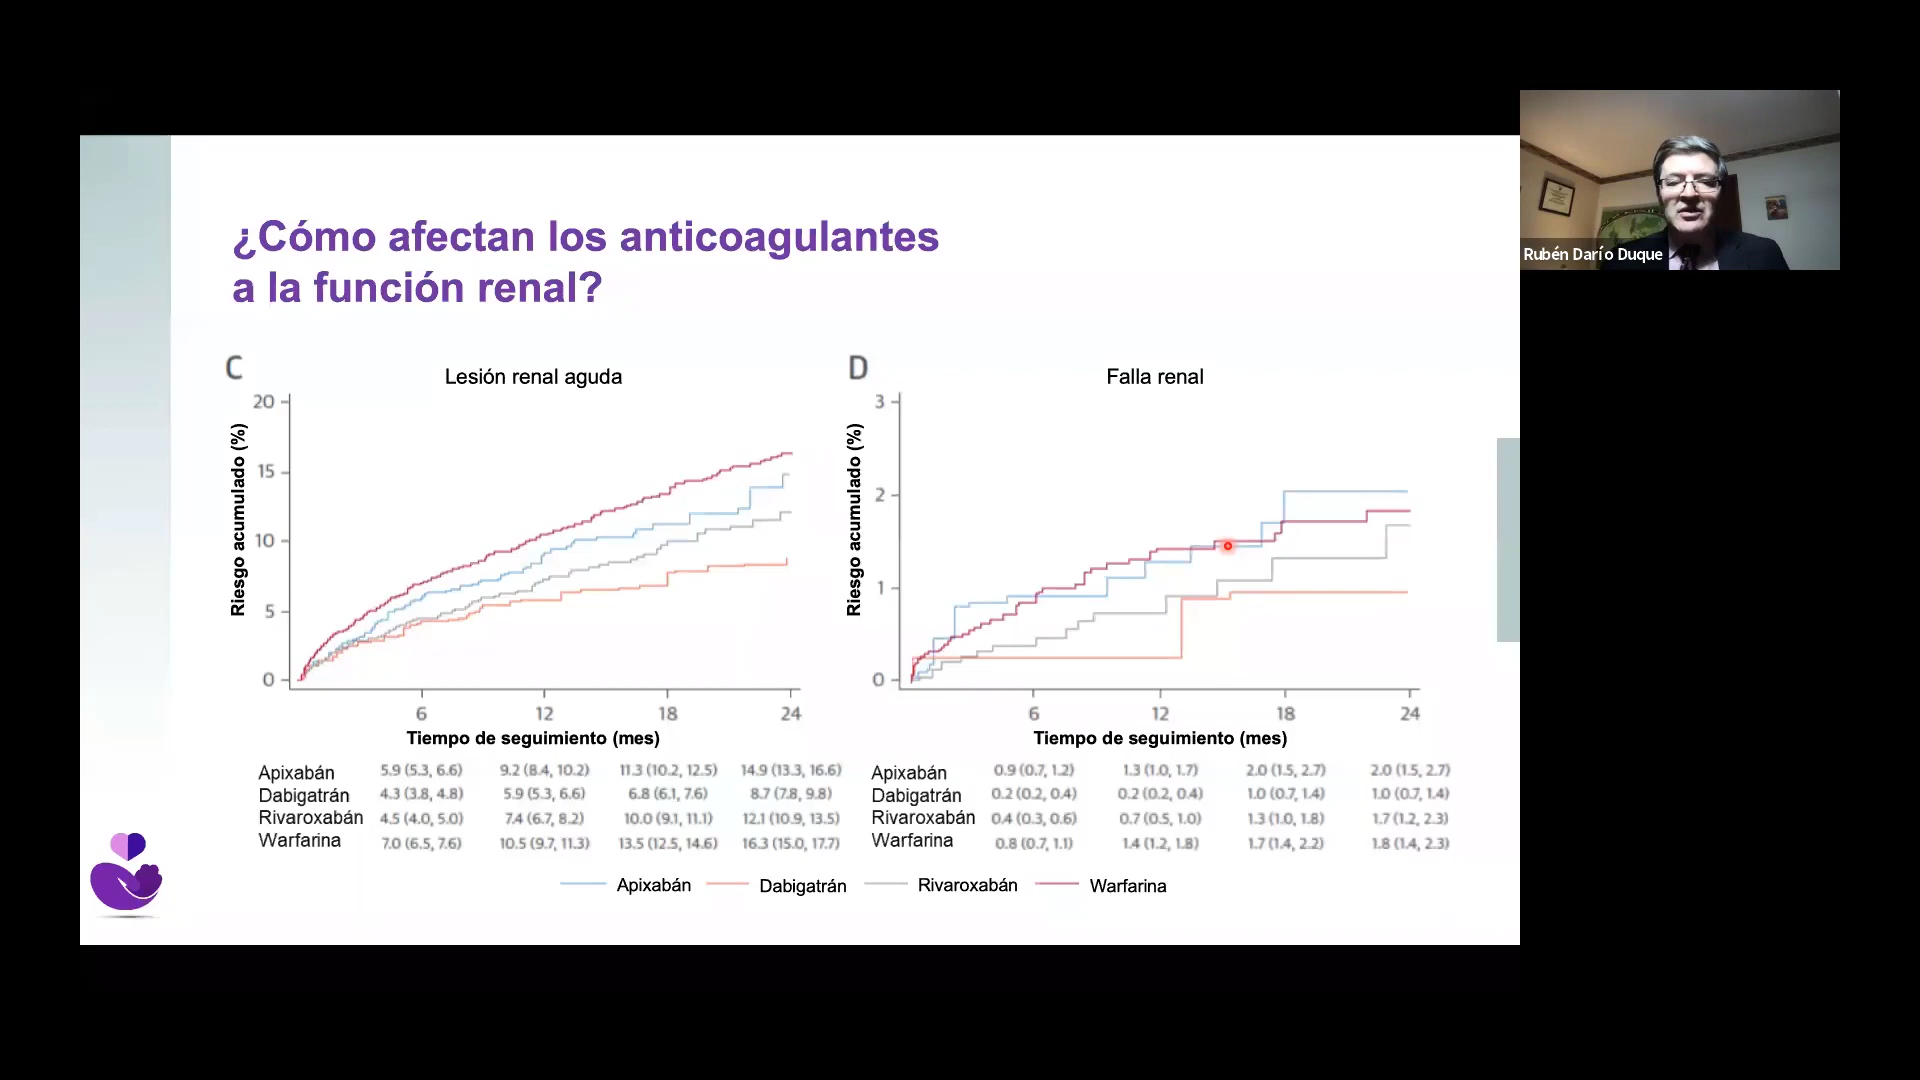 ¿Cómo afectan los anticoagulantes
a la función renal?
Rubén Darío Duque
C
Lesión renal aguda
Riesgo acumulado (%)
20
15
10
5
0
6 12 18 24
Tiempo de seguimiento (mes)
Apixabán 5.9 (5.3, 6.6) 9.2 (8.4, 10.2) 11.3 (10.2, 12.5) 14.9 (13.3, 16.6)
Dabigatrán 4.3 (3.8, 4.8) 5.9 (5.3, 6.6) 6.8 (6.1, 7.6) 8.7 (7.8, 9.8)
Rivaroxabán 4.5 (4.0, 5.0) 7.4 (6.7, 8.2) 10.0 (9.1, 11.1) 12.1 (10.9, 13.5)
Warfarina 7.0 (6.5, 7.6) 10.5 (9.7, 11.3) 13.5 (12.5, 14.6) 16.3 (15.0, 17.7)
D
Falla renal
Riesgo acumulado (%)
3
2
1
0
6 12 18 24
Tiempo de seguimiento (mes)
Apixabán 0.9 (0.7, 1.2) 1.3 (1.0, 1.7) 2.0 (1.5, 2.7) 2.0 (1.5, 2.7)
Dabigatrán 0.2 (0.2, 0.4) 0.2 (0.2, 0.4) 1.0 (0.7, 1.4) 1.0 (0.7, 1.4)
Rivaroxabán 0.4 (0.3, 0.6) 0.7 (0.5, 1.0) 1.3 (1.0, 1.8) 1.7 (1.2, 2.3)
Warfarina 0.8 (0.7, 1.1) 1.4 (1.2, 1.8) 1.7 (1.4, 2.2) 1.8 (1.4, 2.3)
Apixabán Dabigatrán Rivaroxabán Warfarina